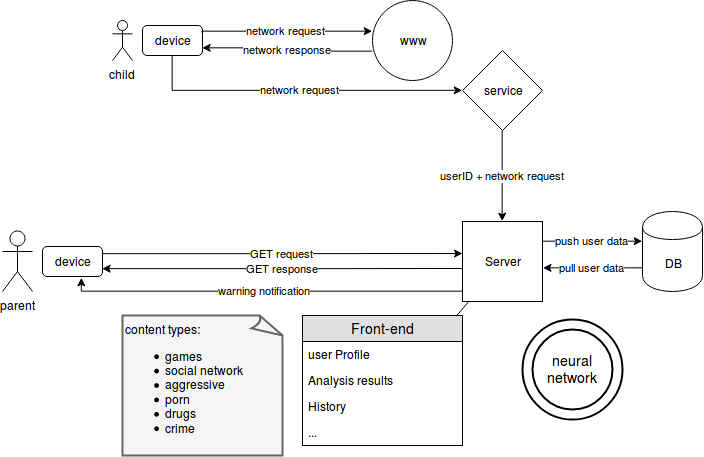 network request
device
www
network response
child
network request
service
userID + network request
GET request
push user data
device
GET response
Server
pull user data
DB
parent
warning notification
content types:
games
social network
aggressive
porn
drugs
crime
Front-end
user Profile
Analysis results
History
...
neural
network